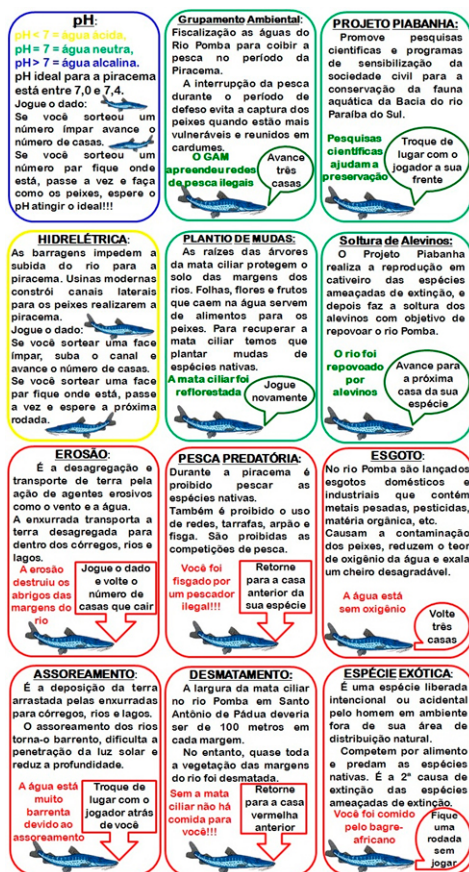 pH:
pH < 7 = água ácida,
pH = 7 = água neutra,
pH > 7 = água alcalina.
pH ideal para a piracema
está entre 7,0 e 7,4.
Jogue o dado:
Se você sorteou um
número ímpar avance o
número de casas.
Se você sorteou um
número par fique onde
está, passe a vez e faça
como os peixes, espere o
pH atingir o ideal!!!
Grupamento Ambiental:
Fiscalização as águas do
Rio Pomba para coibir a
pesca no período da
Piracema.
A interrupção da pesca
durante o período de
defeso evita a captura dos
peixes quando estão mais
vulneráveis e reunidos em
cardumes.
O GAM
apreendeu redes
de pesca ilegais
Avance
três
casas
PROJETO PIABANHA:
Promove pesquisas
cientificas e programas
de sensibilização da
sociedade civil para a
conservação da fauna
aquática da Bacia do rio
Paraíba do Sul.
Pesquisas
científicas
ajudam a
preservação
Troque de
lugar com o
jogador a sua
frente
HIDRELÉTRICA:
As barragens impedem a
subida do rio para a
piracema. Usinas modernas
constrói canais laterais
para os peixes realizarem a
piracema.
Jogue o dado:
Se você sortear uma face
ímpar, suba o canal e
avance o número de casas.
Se você sortear uma face
par fique onde está, passe
a vez e espere a próxima
rodada.
PLANTIO DE MUDAS:
As raízes das árvores
da mata ciliar protegem o
solo das margens dos
rios. Folhas, flores e frutos
que caem na água servem
de alimentos para os
peixes. Para recuperar a
mata ciliar temos que
plantar mudas de
espécies nativas.
A mata ciliar foi
reflorestada
Jogue
novamente
Soltura de Alevinos:
O Projeto Piabanha
realiza a reprodução em
cativeiro das espécies
ameaçadas de extinção, e
depois faz a soltura dos
alevinos com objetivo de
repovoar o rio Pomba.
O rio foi
repovoado
por
alevinos
Avance para
a próxima
casa da sua
espécie
EROSÃO:
É a desagregação e
transporte de terra pela
ação de agentes erosivos
como o vento e a água.
A enxurrada transporta a
terra desagregada para
dentro dos córregos, rios e
lagos.
A erosão
destruiu os
abrigos das
margens do
rio
Jogue o dado
e volte o
número de
casas que cair
PESCA PREDATÓRIA:
Durante a piracema é
proibido pescar as
espécies nativas.
Também é proibido o uso
de redes, tarrafas, arpão e
fisga. São proibidas as
competições de pesca.
Você foi
fisgado por
um pescador
ilegal!!!
Retorne
para a casa
anterior da
sua espécie
ESGOTO:
No rio Pomba são lançados
esgotos domésticos e
industriais que contém
metais pesadas, pesticidas,
matéria orgânica, etc.
Causam a contaminação
dos peixes, reduzem o teor
de oxigênio da água e exala
um cheiro desagradável.
A água está
sem oxigênio
Volte
três
casas
ASSOREAMENTO:
É a deposição da terra
arrastada pelas enxurradas
para córregos, rios e lagos.
O assoreamento dos rios
torna-o barrento, dificulta a
penetração da luz solar e
reduz a profundidade.
A água está
muito
barrenta
devido ao
assoreamento
Troque de
lugar com o
jogador atrás
de você
DESMATAMENTO:
A largura da mata ciliar
no rio Pomba em Santo
Antônio de Pádua deveria
ser de 100 metros em
cada margem.
No entanto, quase toda
a vegetação das margens
do rio foi desmatada.
Sem a mata
ciliar não há
comida para
você!!!
Retorne
para a casa
vermelha
anterior
ESPÉCIE EXÓTICA:
É uma espécie liberada
intencional ou acidental
pelo homem em ambiente
fora de sua área de
distribuição natural.
Competem por alimento
e predam as espécies
nativas. É a 2ª causa de
extinção das espécies
ameaçadas de extinção.
Você foi comido
pelo bagre-
africano
Fique
uma
rodada
sem
jogar